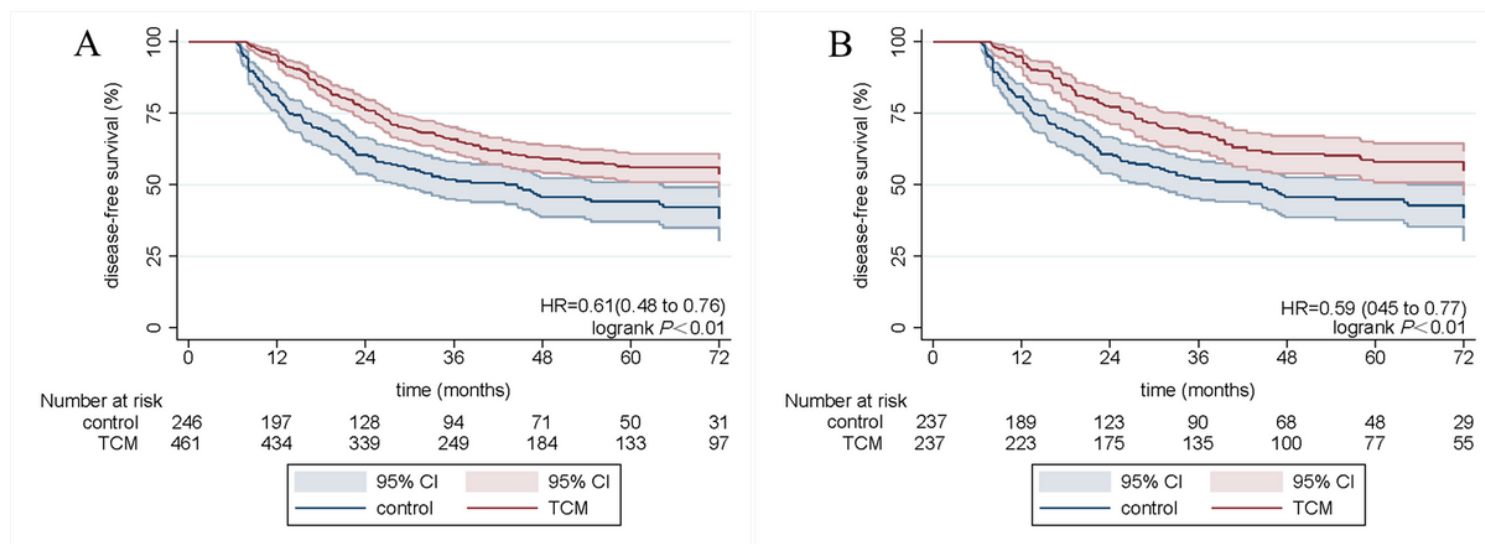 A
100
75
50
25
0
disease-free survival (%)
HR=0.61(0.48 to 0.76)
logrank P<0.01
0 12 24 36 48 60 72
time (months)
Number at risk
control 246 197 128 94 71 50 31
TCM 461 434 339 249 184 133 97
95% CI 95% CI
control TCM
B
100
75
50
25
0
disease-free survival (%)
HR=0.59 (045 to 0.77)
logrank P<0.01
0 12 24 36 48 60 72
time (months)
Number at risk
control 237 189 123 90 68 48 29
TCM 237 223 175 135 100 77 55
95% CI 95% CI
control TCM